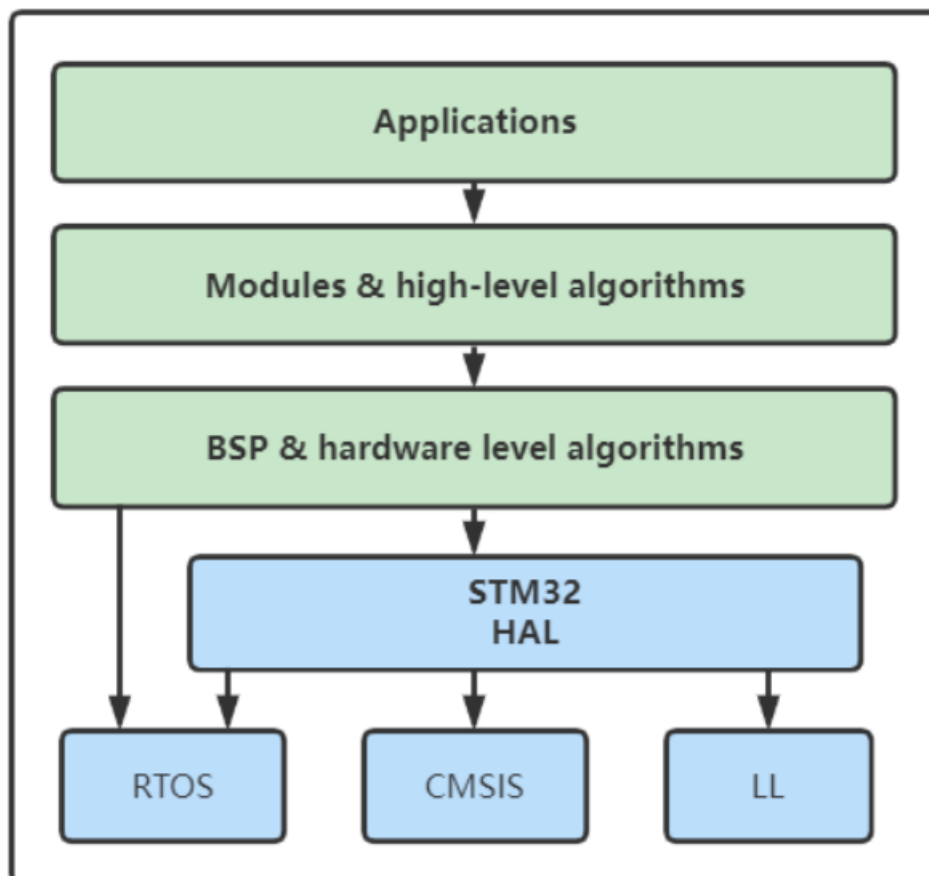 Applications
Modules & high-level algorithms
BSP & hardware level algorithms
STM32
HAL
RTOS
CMSIS
LL